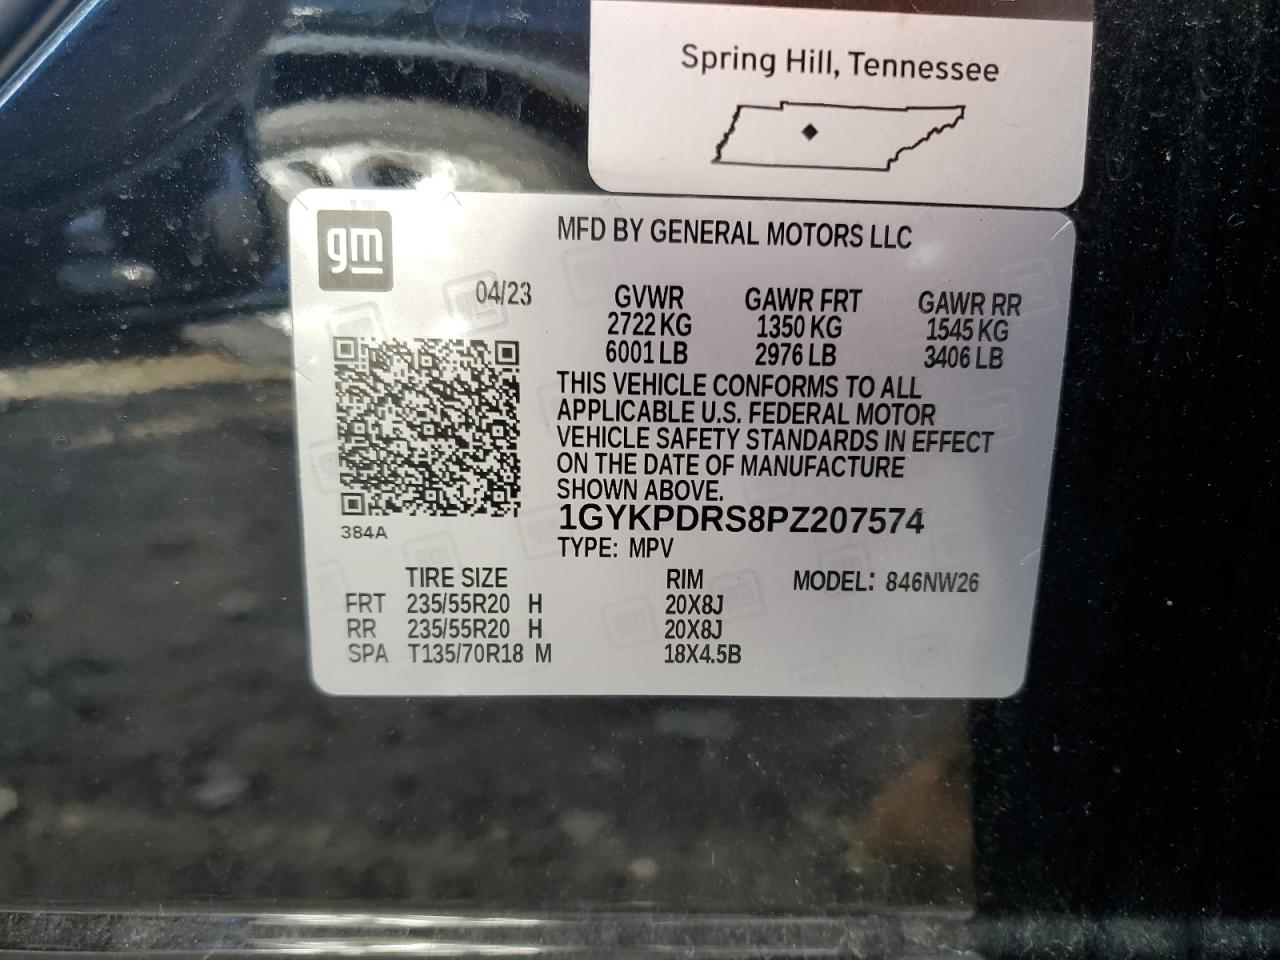 Spring Hill, Tennessee
gm
MFD BY GENERAL MOTORS LLC
04/23
GVWR GAWR FRT GAWR RR
2722 KG 1350 KG 1545 KG
6001 LB 2976 LB 3406 LB
THIS VEHICLE CONFORMS TO ALL
APPLICABLE U.S. FEDERAL MOTOR
VEHICLE SAFETY STANDARDS IN EFFECT
ON THE DATE OF MANUFACTURE
SHOWN ABOVE.
384A
1GYKPDRS8PZ207574
TYPE: MPV
TIRE SIZE RIM MODEL: 846NW26
FRT 235/55R20 H 20X8J
RR 235/55R20 H 20X8J
SPA T135/70R18 M 18X4.5B